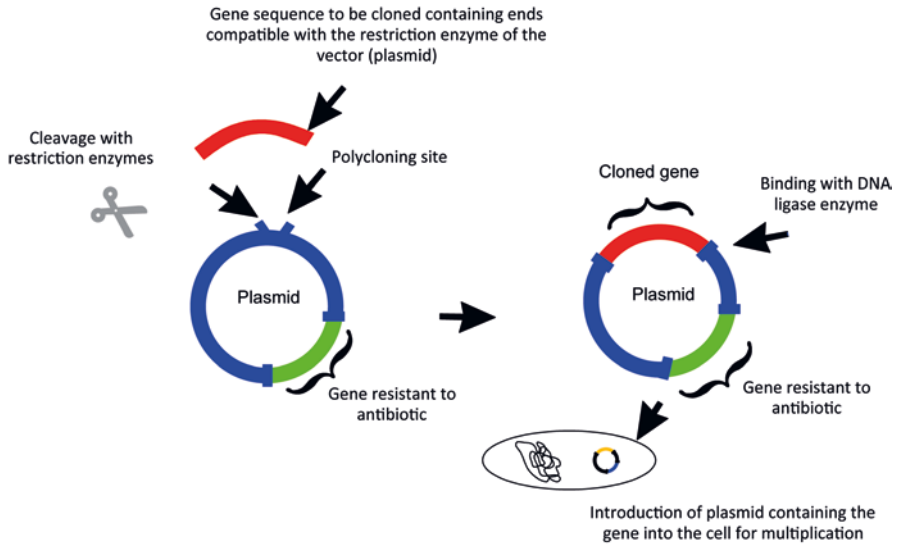 Gene sequence to be cloned containing ends
compatible with the restriction enzyme of the
vector (plasmid)
Cleavage with
restriction enzymes
Polycloning site
Plasmid
Gene resistant to
antibiotic
Cloned gene
Binding with DNA
ligase enzyme
Plasmid
Gene resistant to
antibiotic
Introduction of plasmid containing the
gene into the cell for multiplication